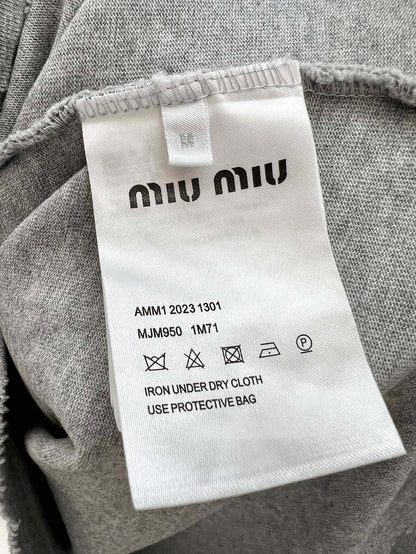 M
miu miu
AMM1 2023 1301
MJM950 1M71
P
IRON UNDER DRY CLOTH
USE PROTECTIVE BAG